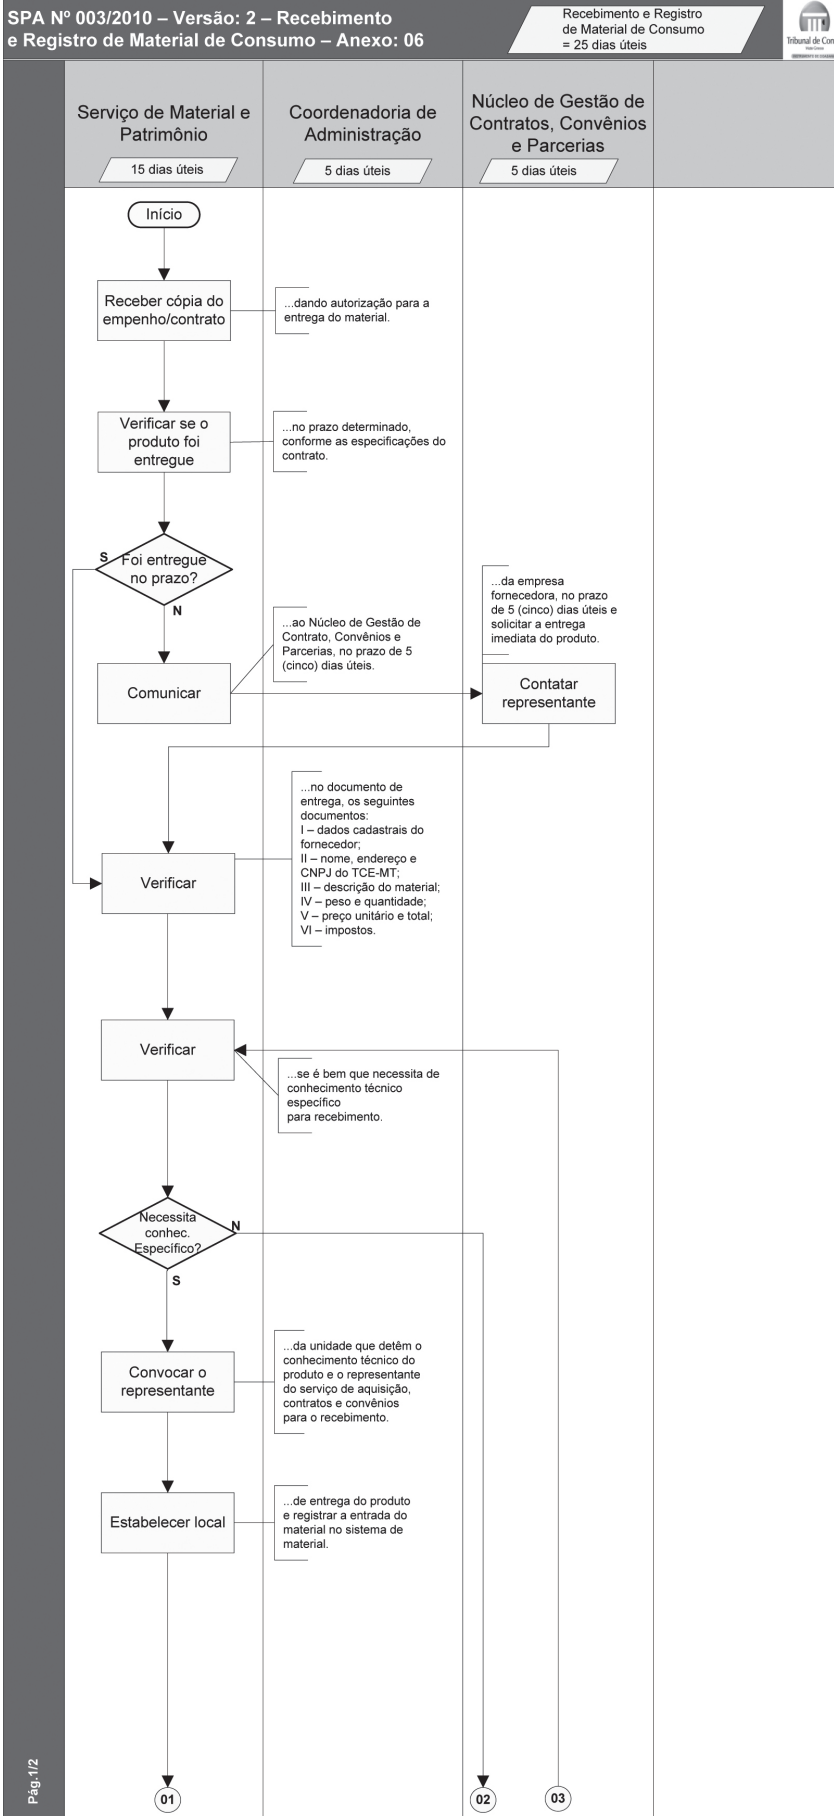 SPA Nº 003/2010 – Versão: 2 – Recebimento
e Registro de Material de Consumo – Anexo: 06
Recebimento e Registro
de Material de Consumo
= 25 dias úteis
Tribunal de Con
Serviço de Material e
Patrimônio
15 dias úteis
Coordenadoria de
Administração
5 dias úteis
Núcleo de Gestão de
Contratos, Convênios
e Parcerias
5 dias úteis
Início
Receber cópia do
empenho/contrato
...dando autorização para a
entrega do material.
Verificar se o
produto foi
entregue
...no prazo determinado,
conforme as especificações do
contrato.
S
Foi entregue
no prazo?
N
...ao Núcleo de Gestão de
Contrato, Convênios e
Parcerias, no prazo de 5
(cinco) dias úteis.
...da empresa
fornecedora, no prazo
de 5 (cinco) dias úteis e
solicitar a entrega
imediata do produto.
Comunicar
Contatar
representante
...no documento de
entrega, os seguintes
documentos:
I – dados cadastrais do
fornecedor;
II – nome, endereço e
CNPJ do TCE-MT;
III – descrição do material;
IV – peso e quantidade;
V – preço unitário e total;
VI – impostos.
Verificar
Verificar
...se é bem que necessita de
conhecimento técnico
específico
para recebimento.
Necessita
conhec.
Específico?
N
S
Convocar o
representante
...da unidade que detêm o
conhecimento técnico do
produto e o representante
do serviço de aquisição,
contratos e convênios
para o recebimento.
Estabelecer local
...de entrega do produto
e registrar a entrada do
material no sistema de
material.
Pág.1/2
01
02
03